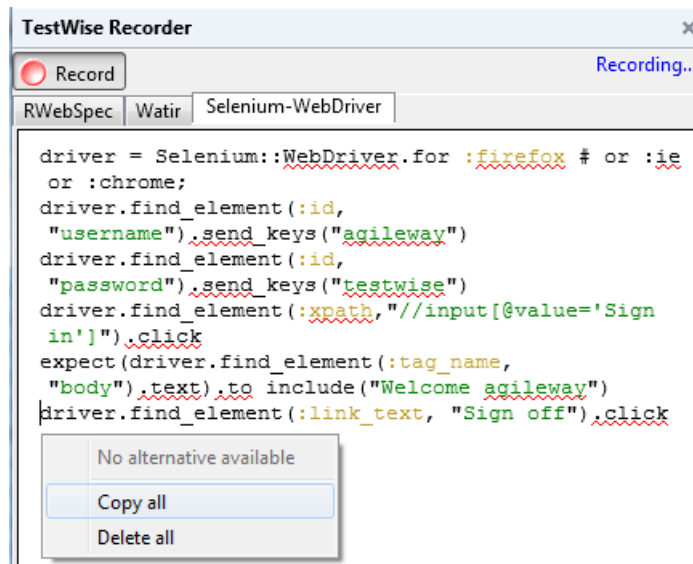 TestWise Recorder
Record
Recording..
RWebSpec Watir Selenium-WebDriver
driver = Selenium::WebDriver.for :firefox # or :ie
or :chrome;
driver.find_element(:id,
"username").send_keys("agileway")
driver.find_element(:id,
"password").send_keys("testwise")
driver.find_element(:xpath,"//input[@value='Sign
in']").click
expect(driver.find_element(:tag_name,
"body").text).to include("Welcome agileway")
driver.find_element(:link_text, "Sign off").click
No alternative available
Copy all
Delete all